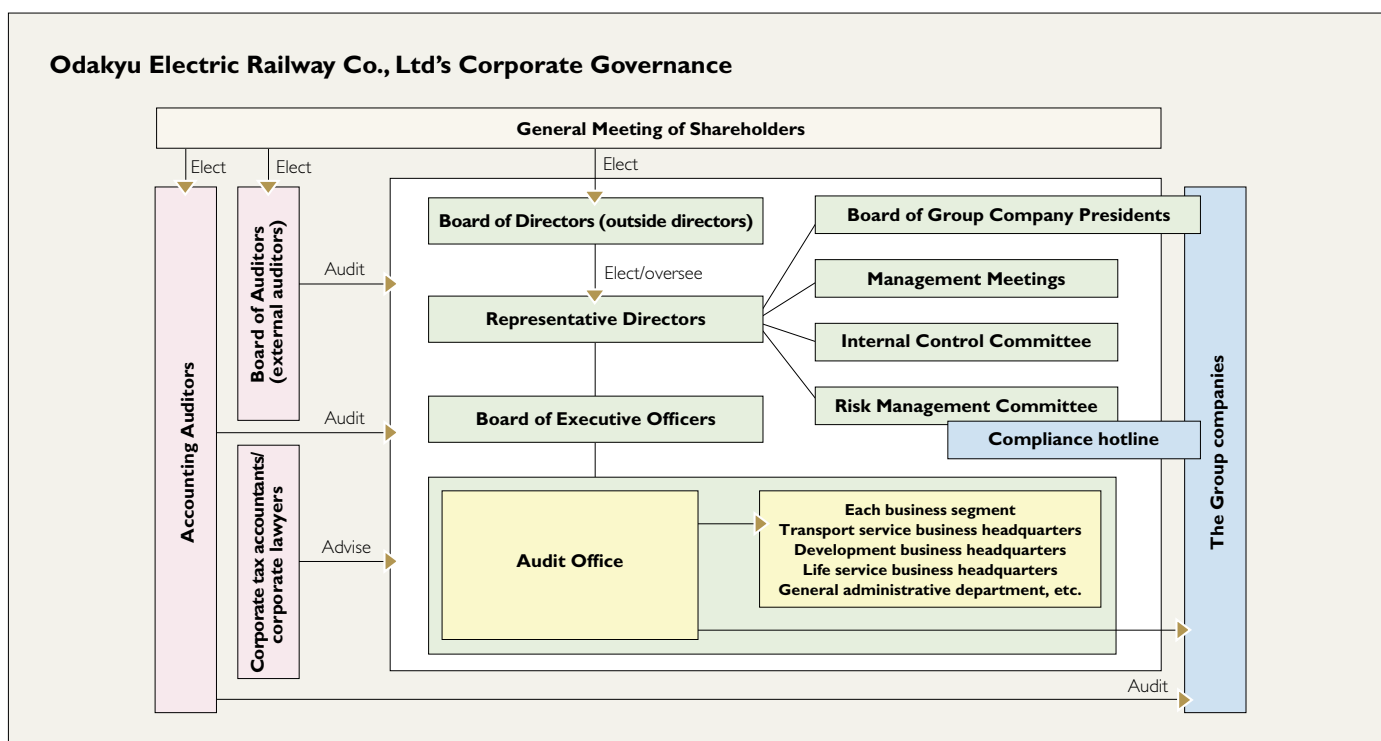 Odakyu Electric Railway Co., Ltd's Corporate Governance
General Meeting of Shareholders
Elect
Elect
Elect
Accounting Auditors
Board of Auditors
(external auditors)
Audit
Audit
Corporate tax accountants/
corporate lawyers
Advise
Board of Directors (outside directors)
Elect/oversee
Representative Directors
Board of Executive Officers
Board of Group Company Presidents
Management Meetings
Internal Control Committee
Risk Management Committee
Compliance hotline
Audit Office
Each business segment
Transport service business headquarters
Development business headquarters
Life service business headquarters
General administrative department, etc.
The Group companies
Audit